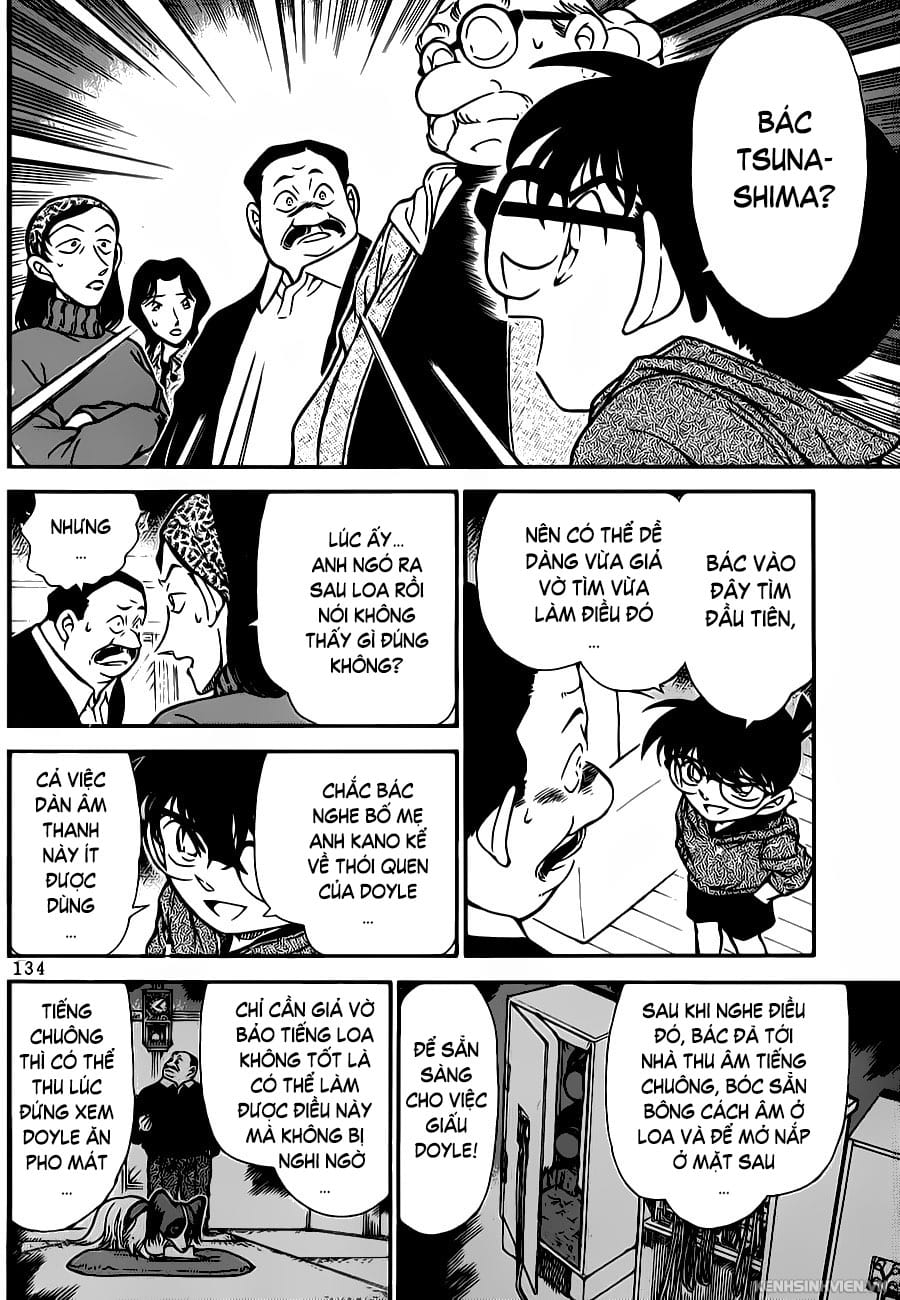 BÁC
TSUNA-
SHIMA?
BÁC VÀO
ĐÂY TÌM
ĐẦU TIÊN,
NÊN CÓ THỂ DỀ
DÀNG VỪA GIẢ
VỜ TÌM VỪA
LÀM ĐIỀU ĐÓ
...
LÚC ẤY...
ANH NGÓ RA
SAU LOA RỒI
NÓI KHÔNG
THẤY GÌ ĐÚNG
KHÔNG?
NHƯNG
...
CHẮC BÁC
NGHE BỐ MẸ
ANH KANO KỂ
VỀ THÓI QUEN
CỦA DOYLE
...
CẢ VIỆC
DÀN ÂM
THANH
NÀY ÍT
ĐƯỢC
DÙNG
...
134
SAU KHI NGHE ĐIỀU
ĐÓ, BÁC ĐÃ TỚI
NHÀ THU ÂM TIẾNG
CHUÔNG, BÓC SẴN
BÔNG CÁCH ÂM Ở
LOA VÀ ĐỂ MỞ NẮP
Ở MẶT SAU
ĐỂ SẴN
SÀNG
CHO VIỆC
GIẤU
DOYLE!
CHỈ CẦN GIẢ VỜ
BẢO TIẾNG LOA
KHÔNG TỐT LÀ
CÓ THỂ LÀM
ĐƯỢC ĐIỀU NÀY
MÀ KHÔNG BỊ
NGHI NGỜ
...
TIẾNG
CHUÔNG
THÌ CÓ THỂ
THU LÚC
ĐỨNG XEM
DOYLE ĂN
PHO MÁT
...
KENHSINHVIEN.VN